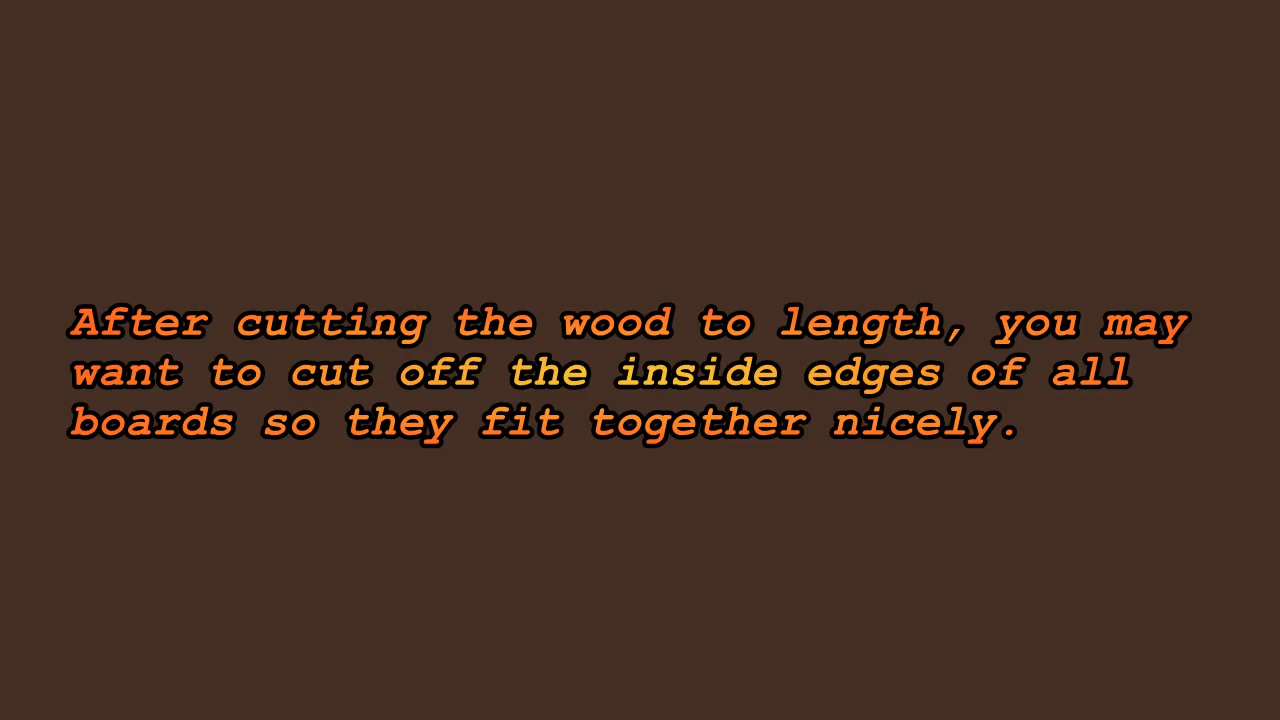 After cutting the wood to length, you may
want to cut off the inside edges of all
boards so they fit together nicely.